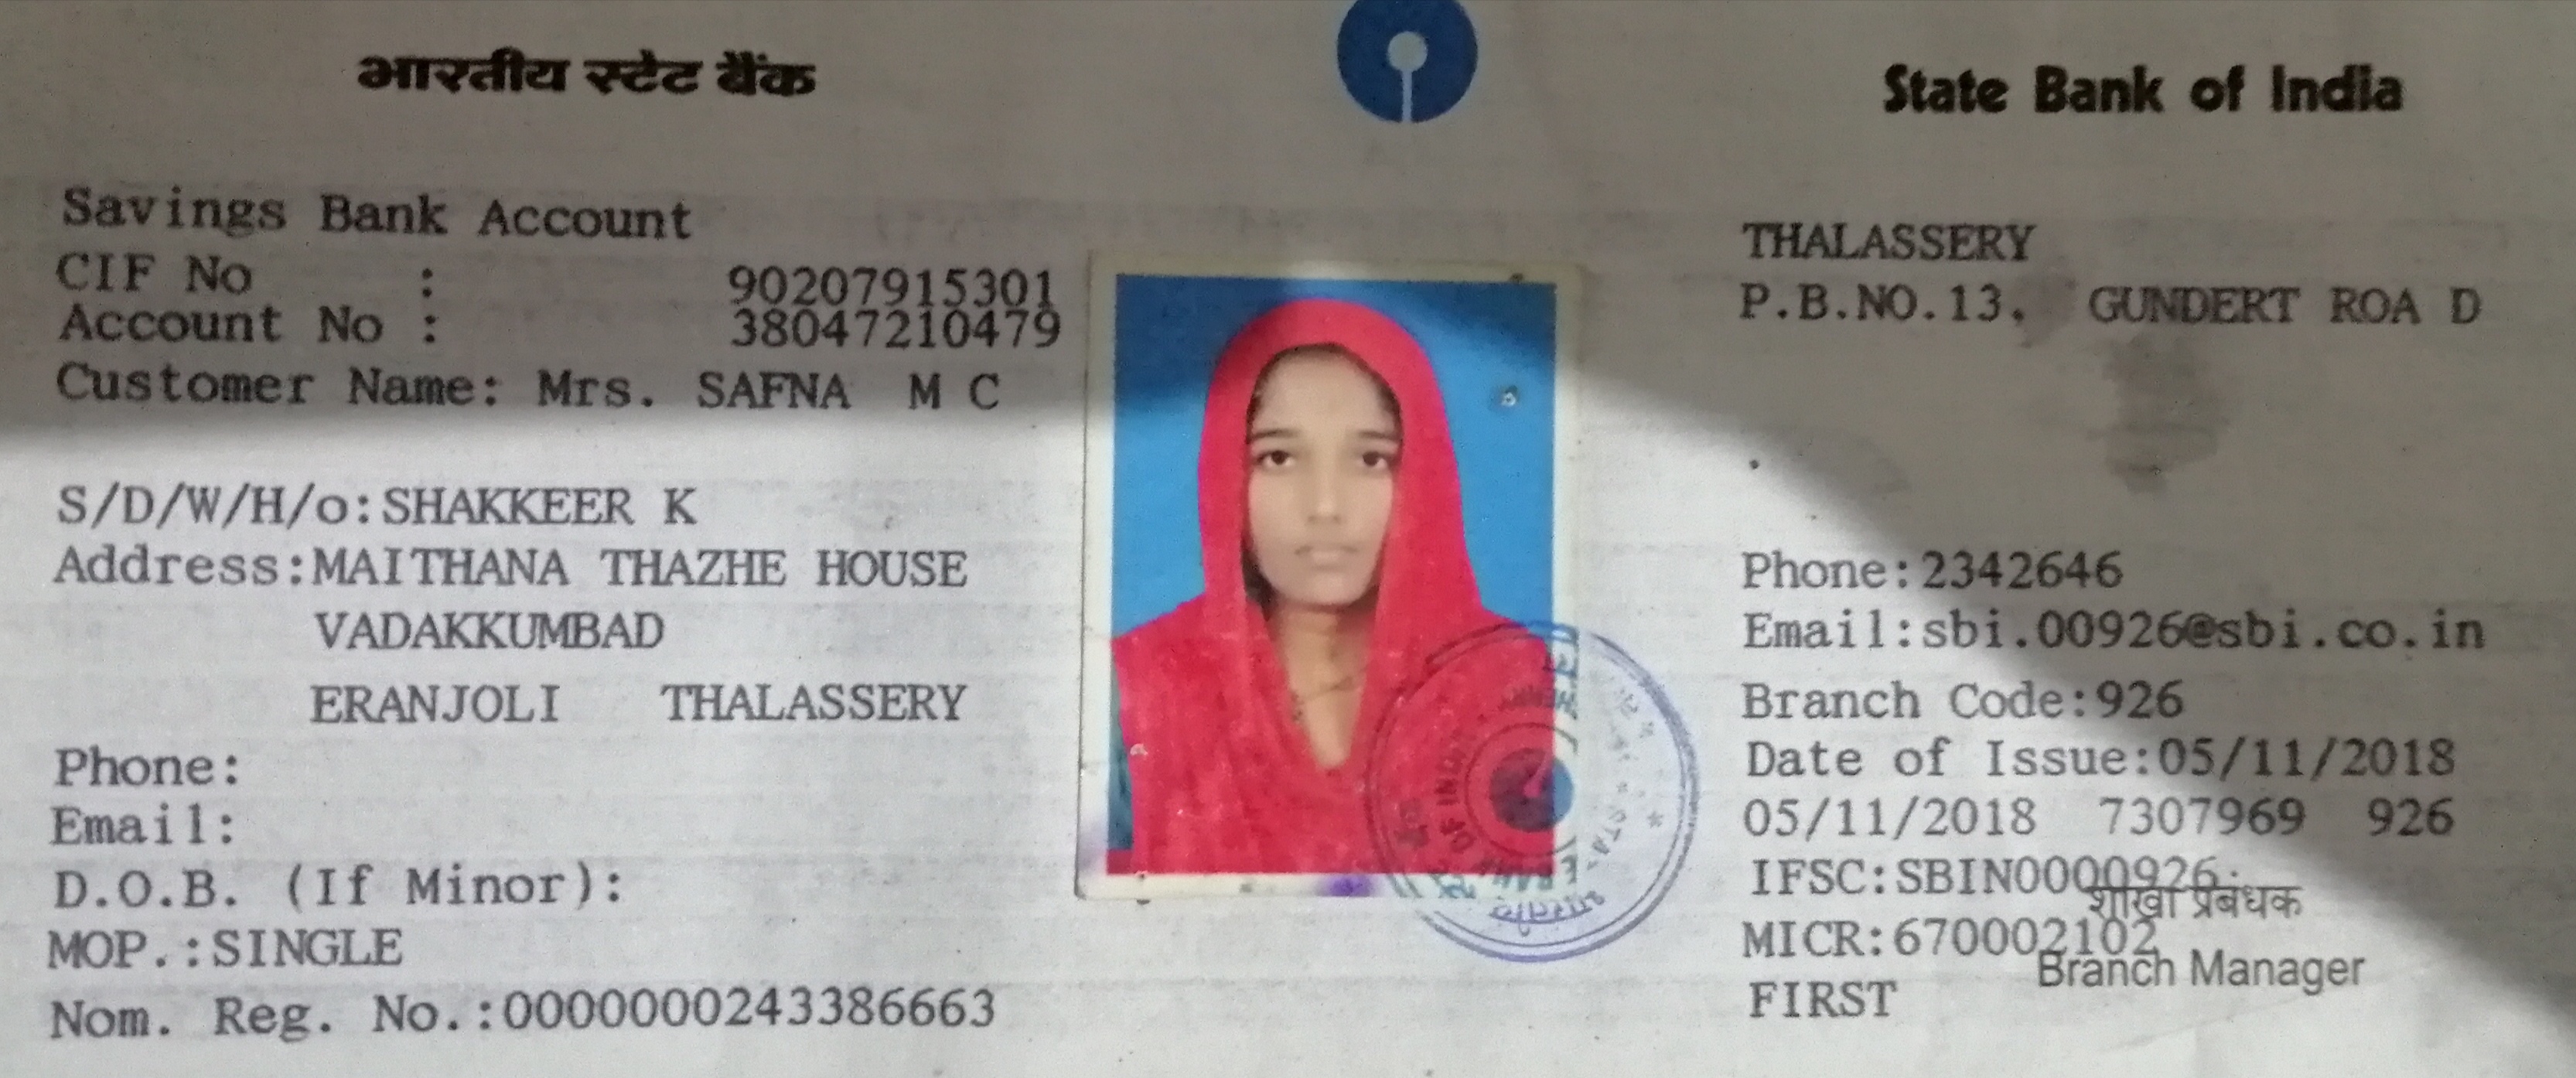 भारतीय स्टेट बैंक
State Bank of India
Savings Bank Account
CIF No : 90207915301
Account No : 38047210479
Customer Name: Mrs. SAFNA M C
S/D/W/H/o:SHAKKEER K
Address:MAITHANA THAZHE HOUSE
VADAKKUMBAD
ERANJOLI THALASSERY
Phone:
Email:
D.O.B. (If Minor):
MOP.:SINGLE
Nom. Reg. No.:0000000243386663
THALASSERY
P.B.NO.13, GUNDERT ROA D
Phone:2342646
Email:sbi.00926@sbi.co.in
Branch Code:926
Date of Issue:05/11/2018
05/11/2018 7307969 926
IFSC:SBIN0000926
शाखा प्रबंधक
MICR:670002102
Branch Manager
FIRST
OF INDIA